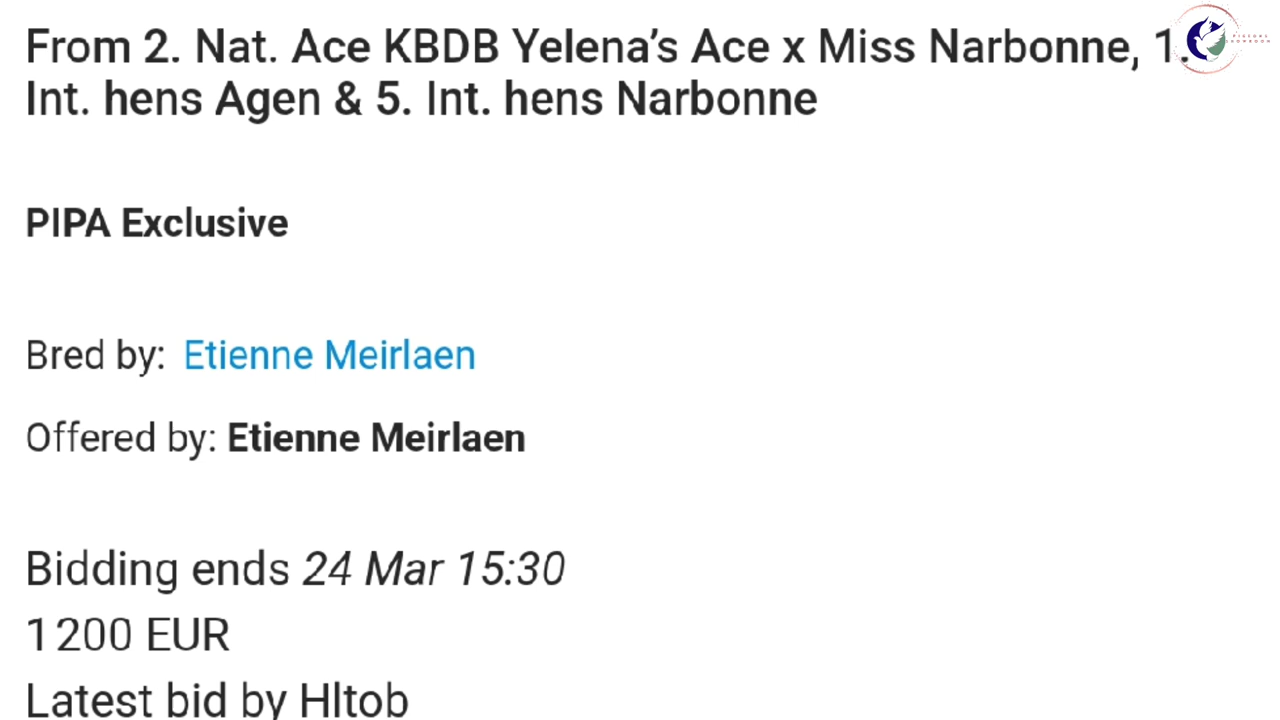 From 2. Nat. Ace KBDB Yelena’s Ace x Miss Narbonne, 1.
Int. hens Agen & 5. Int. hens Narbonne
PIPA Exclusive
Bred by: Etienne Meirlaen
Offered by: Etienne Meirlaen
Bidding ends 24 Mar 15:30
1 200 EUR
Latest bid by Hltob